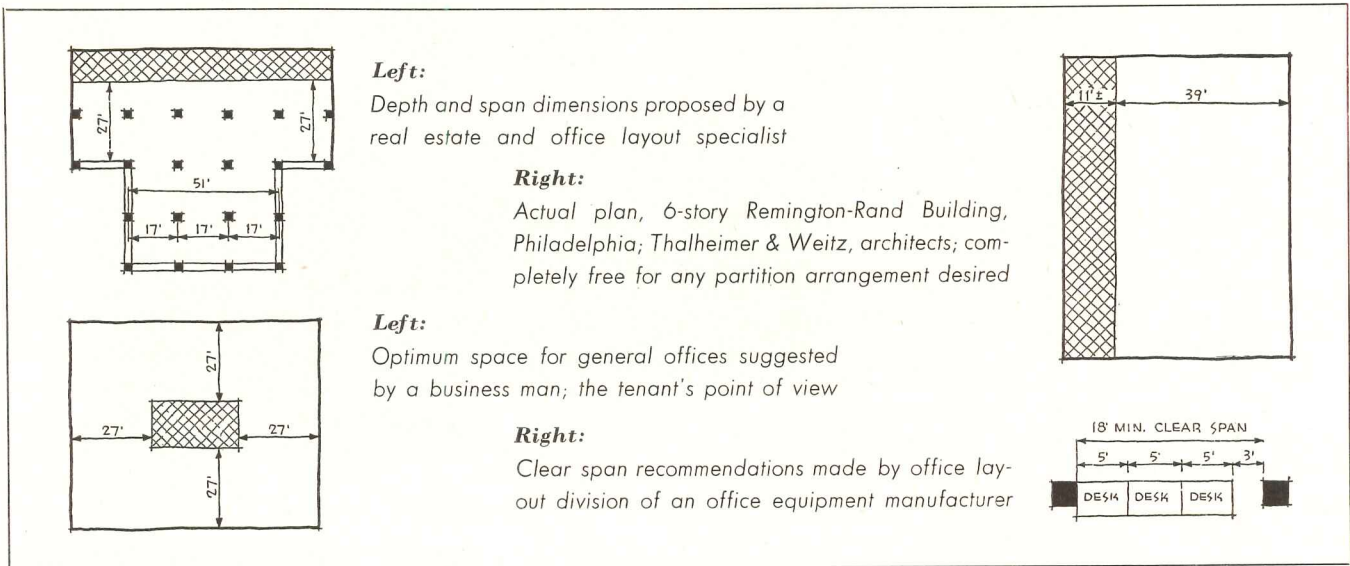 Left:
Depth and span dimensions proposed by a
real estate and office layout specialist
27'
27'
51'
17'
17'
17'
Right:
Actual plan, 6-story Remington-Rand Building,
Philadelphia; Thalheimer & Weitz, architects; com-
pletely free for any partition arrangement desired
11'±
39'
Left:
Optimum space for general offices suggested
by a business man; the tenant's point of view
27'
27'
27'
27'
Right:
Clear span recommendations made by office lay-
out division of an office equipment manufacturer
18' MIN. CLEAR SPAN
5'
5'
5'
3'
DESK
DESK
DESK